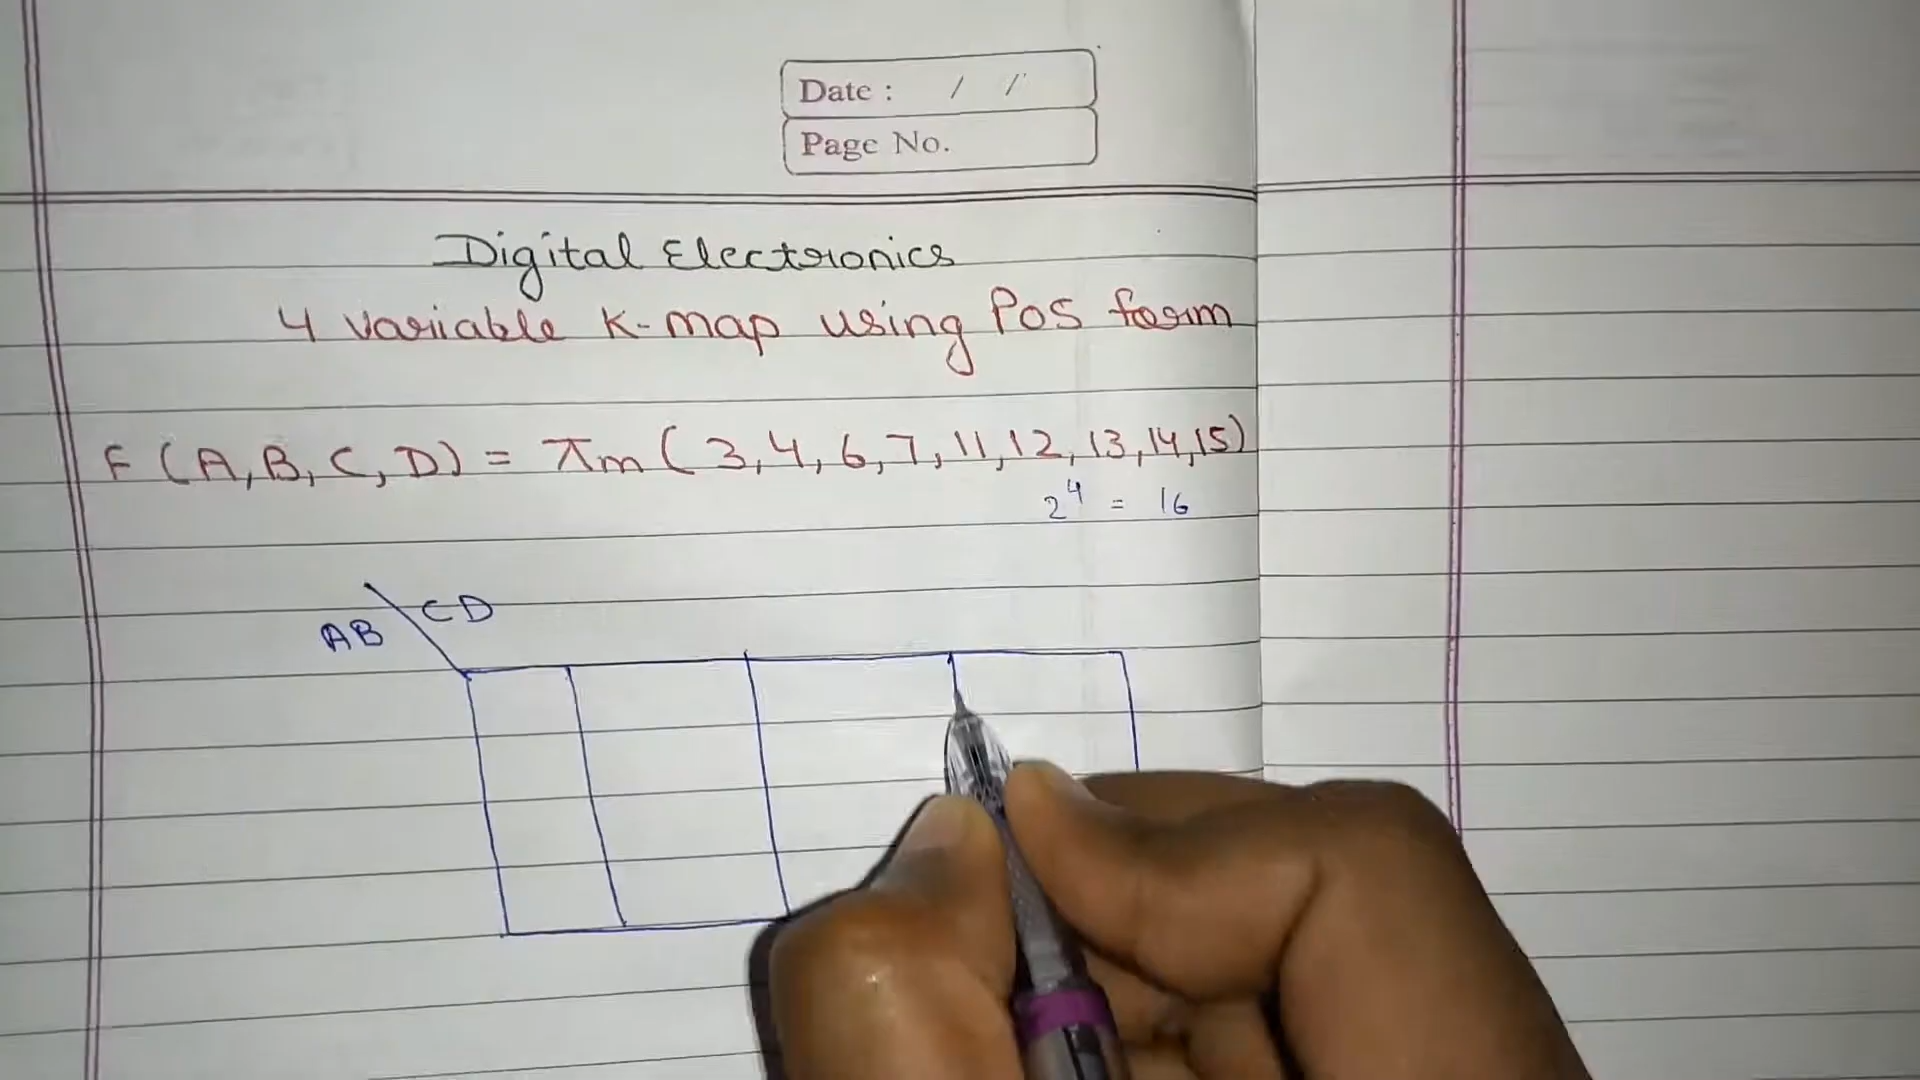 Date : / /
Page No.
Digital Electronics
4 variable K-map using POS form
F (A, B, C, D) = πm ( 3, 4, 6, 7, 11, 12, 13, 14, 15)
2⁴ = 16
AB \ CD